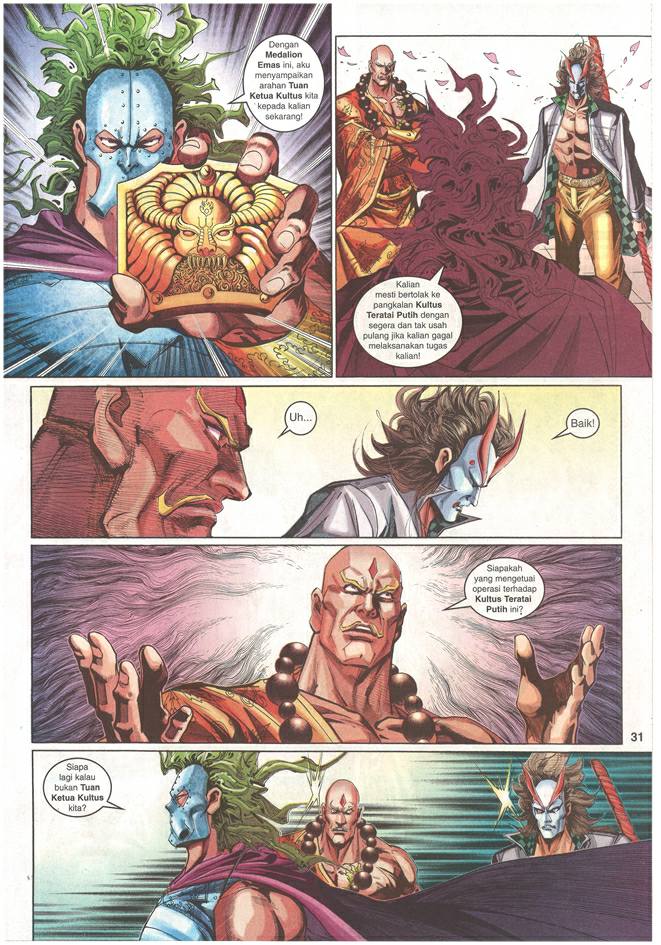 Dengan
Medalion
Emas ini, aku
menyampaikan
arahan Tuan
Ketua Kultus kita
kepada kalian
sekarang!
Kalian
mesti bertolak ke
pangkalan Kultus
Teratai Putih dengan
segera dan tak usah
pulang jika kalian gagal
melaksanakan tugas
kalian!
Uh...
Baik!
Siapakah
yang mengetuai
operasi terhadap
Kultus Teratai
Putih ini?
31
Siapa
lagi kalau
bukan Tuan
Ketua Kultus
kita?